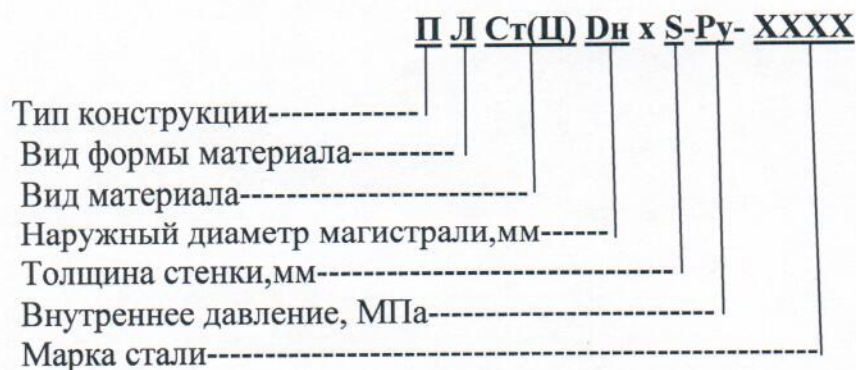 П Л Ст(Ц) Dн х S-Ру- ХХХХ
Тип конструкции-------------
Вид формы материала---------
Вид материала-------------------------
Наружный диаметр магистрали,мм------
Толщина стенки,мм-------------------------------
Внутреннее давление, МПа-------------------------
Марка стали-----------------------------------------------------